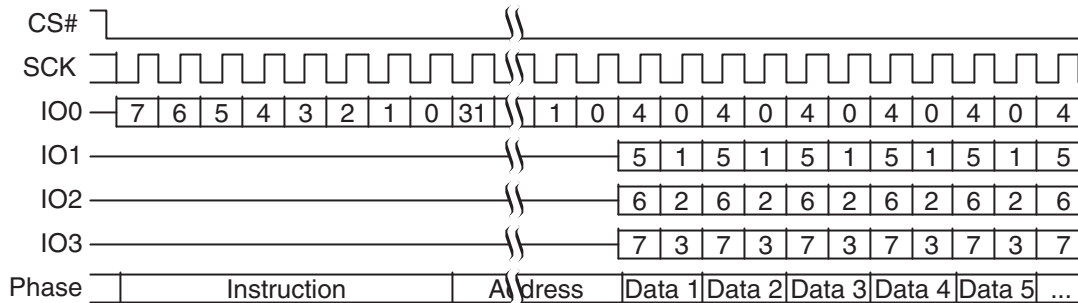 CS#
SCK
IO0 7 6 5 4 3 2 1 0 31 1 0 4 0 4 0 4 0 4 0 4 0 4
IO1 5 1 5 1 5 1 5 1 5 1 5
IO2 6 2 6 2 6 2 6 2 6 2 6
IO3 7 3 7 3 7 3 7 3 7 3 7
Phase Instruction Address Data 1 Data 2 Data 3 Data 4 Data 5 ...